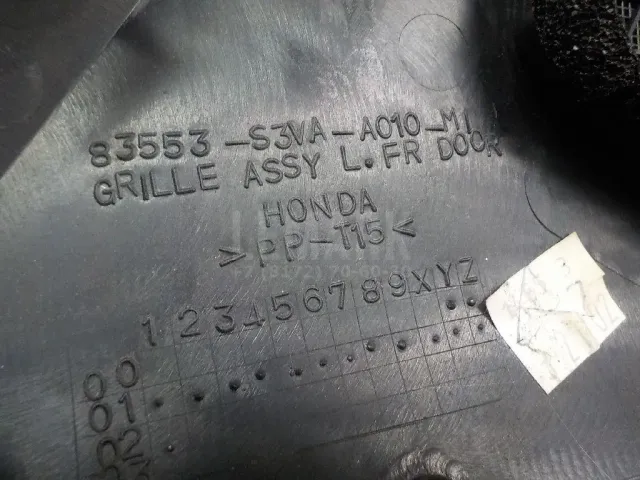 83553-S3VA-A010-M1
GRILLE ASSY L.FR DOOR
HONDA
>PP-T15<
123456789XYZ
00
01
02